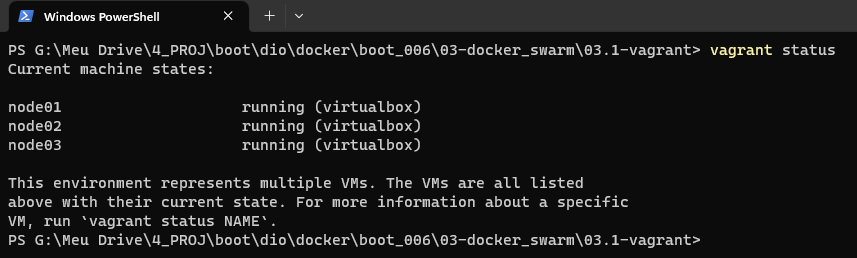 Windows PowerShell
PS G:\Meu Drive\4_PROJ\boot\dio\docker\boot_006\03-docker_swarm\03.1-vagrant> vagrant status
Current machine states:
node01                    running (virtualbox)
node02                    running (virtualbox)
node03                    running (virtualbox)
This environment represents multiple VMs. The VMs are all listed
above with their current state. For more information about a specific
VM, run `vagrant status NAME`.
PS G:\Meu Drive\4_PROJ\boot\dio\docker\boot_006\03-docker_swarm\03.1-vagrant>